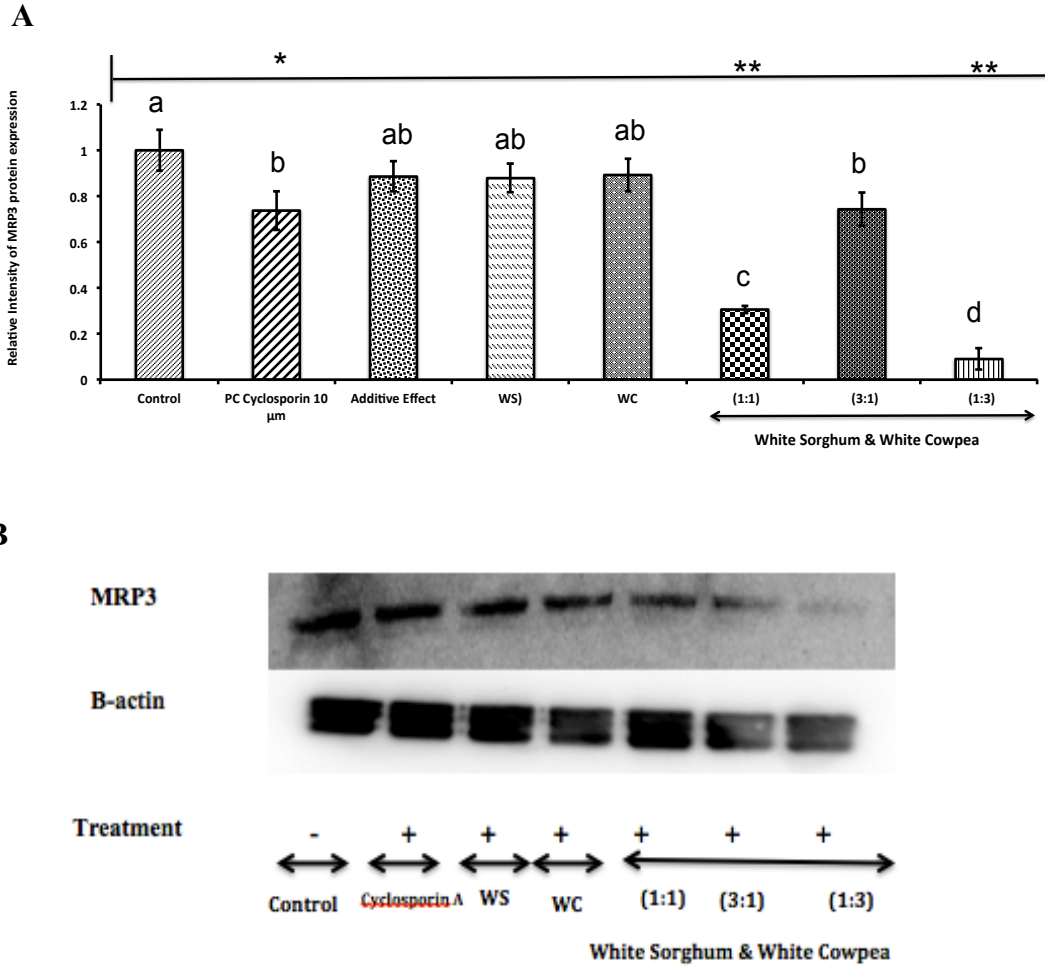 A
* ** **
Relative Intensity of MRP3 protein expression
1.2
1
0.8
0.6
0.4
0.2
0
a
b
ab
ab
ab
c
b
d
Control
PC Cyclosporin 10
µm
Additive Effect
WS)
WC
(1:1)
(3:1)
(1:3)
White Sorghum & White Cowpea
B
MRP3
B-actin
Treatment - + + + + + +
Control Cyclosporin A WS WC (1:1) (3:1) (1:3)
White Sorghum & White Cowpea